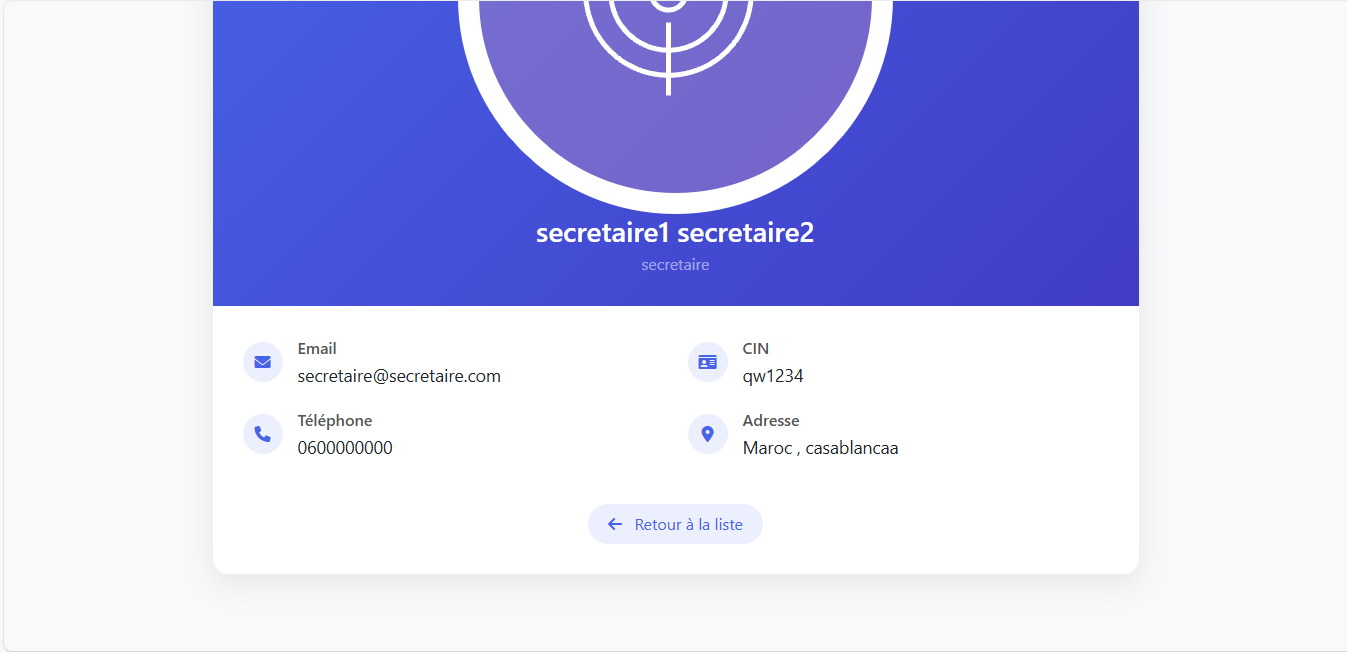 secretaire1 secretaire2
secretaire
Email
secretaire@secretaire.com
CIN
qw1234
Téléphone
0600000000
Adresse
Maroc , casablancaa
Retour à la liste